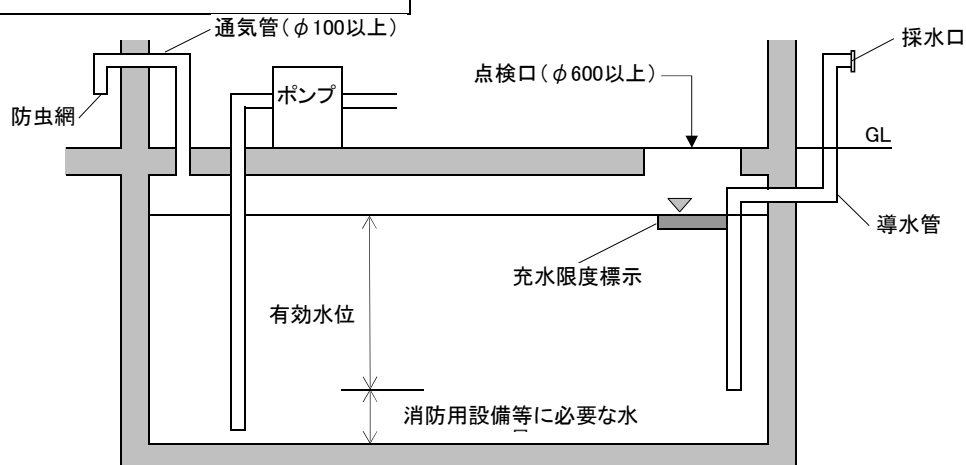 通気管(φ100以上)
採水口
点検口(φ600以上)
ポンプ
防虫網
GL
導水管
充水限度標示
有効水位
消防用設備等に必要な水